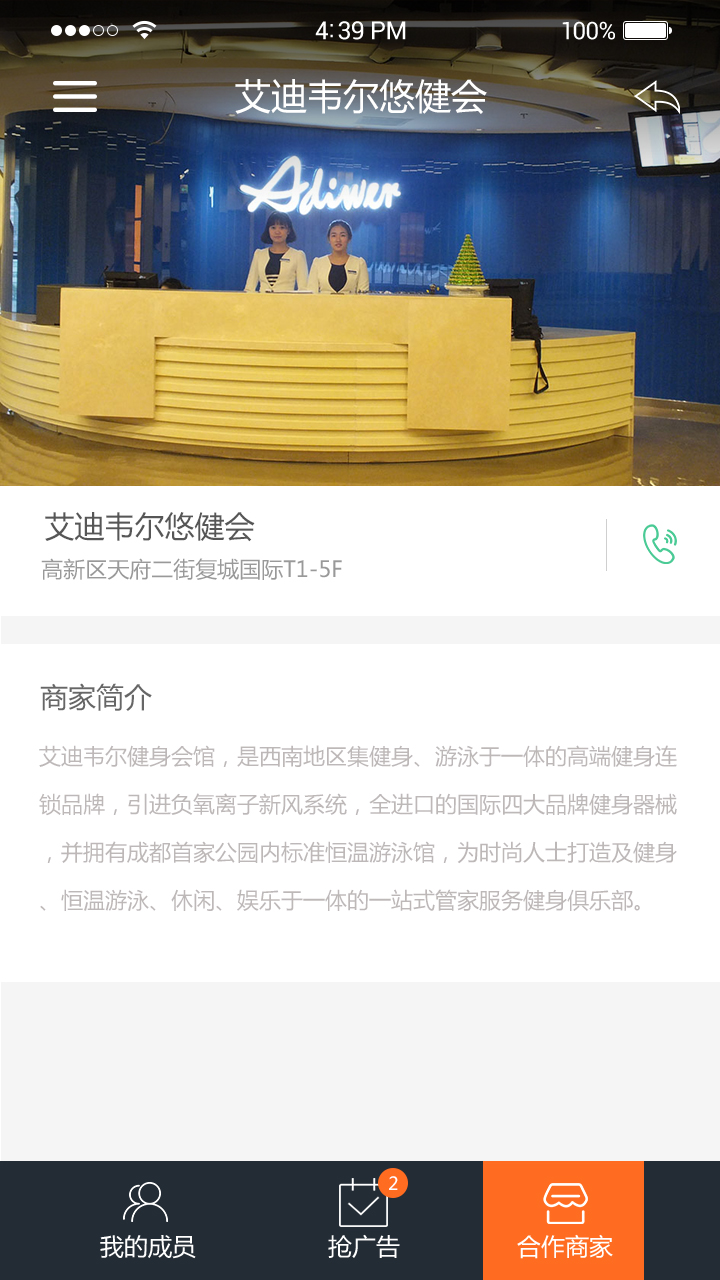 4:39 PM
100%
艾迪韦尔悠健会
Adiwer
艾迪韦尔悠健会
高新区天府二街复城国际T1-5F
商家简介
艾迪韦尔健身会馆，是西南地区集健身、游泳于一体的高端健身连
锁品牌，引进负氧离子新风系统，全进口的国际四大品牌健身器械
，并拥有成都首家公园内标准恒温游泳馆，为时尚人士打造及健身
、恒温游泳、休闲、娱乐于一体的一站式管家服务健身俱乐部。
2
我的成员
抢广告
合作商家